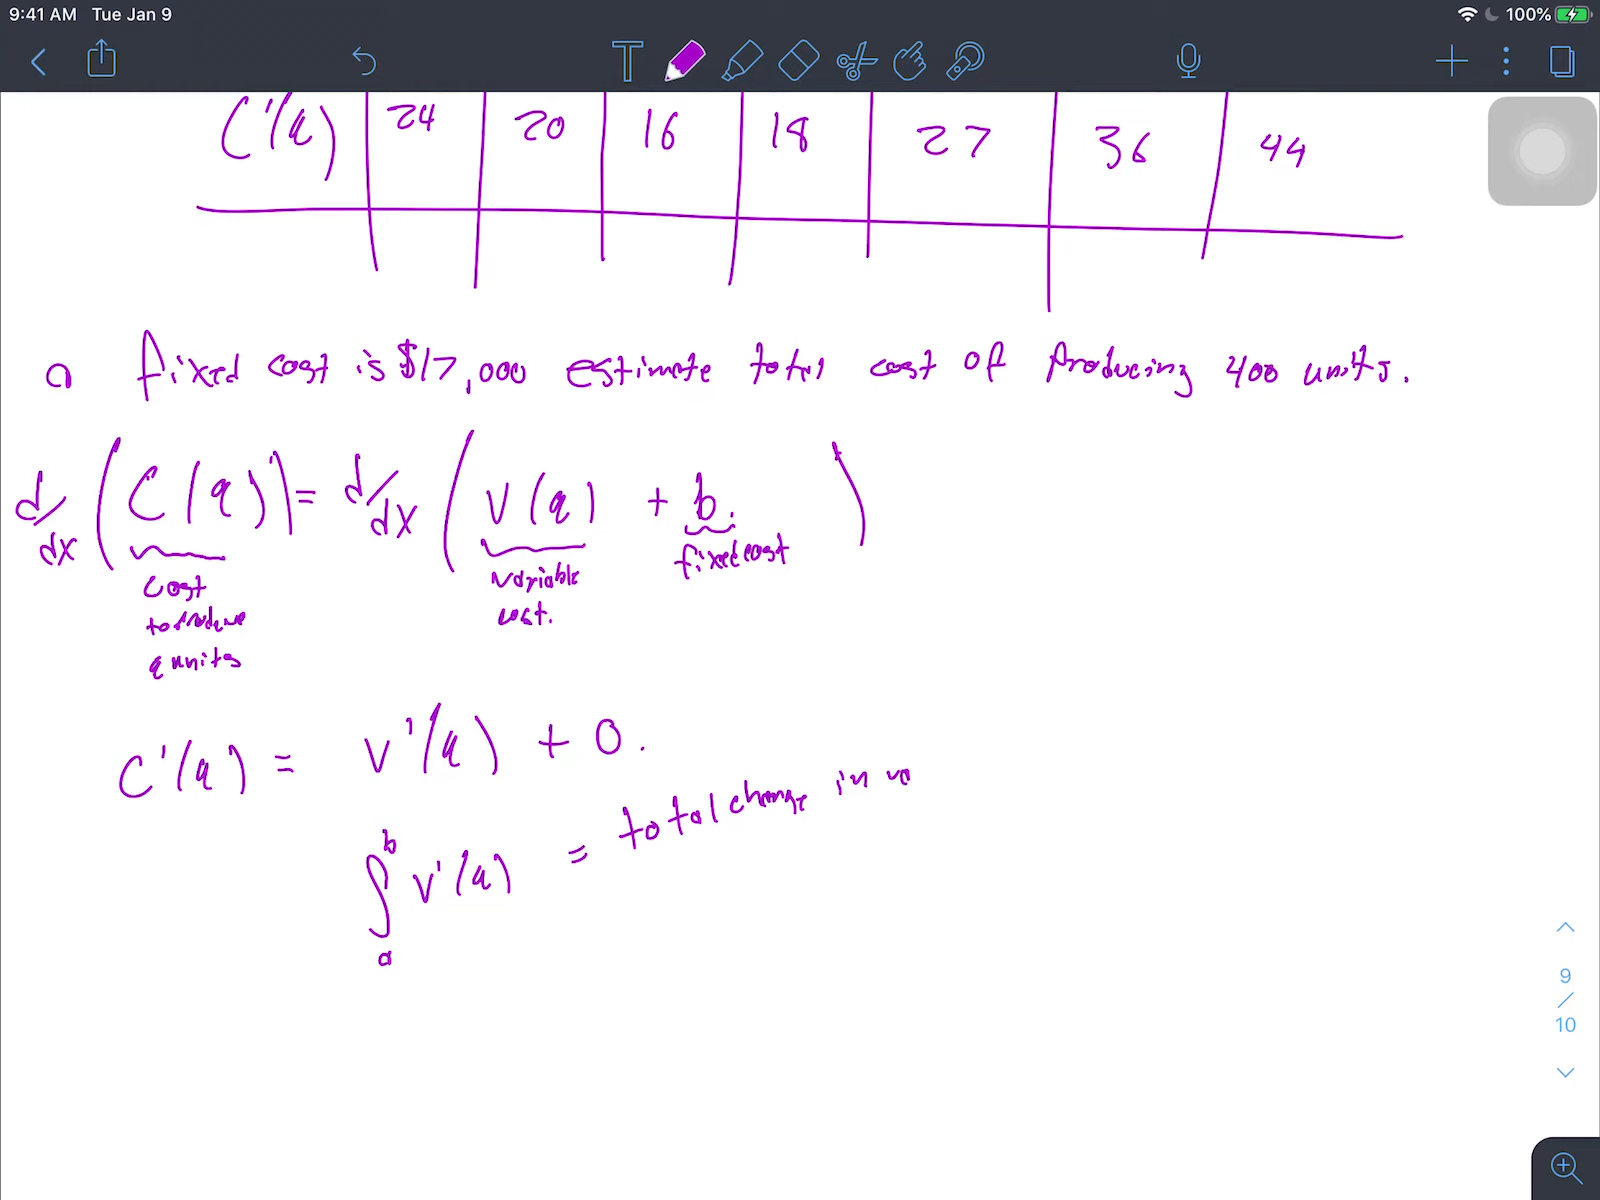 9:41 AM Tue Jan 9 100%
C'(q) 24 20 16 18 27 36 44
a fixed cost is $17,000 estimate total cost of producing 400 units.
d/dx (C(q)) = d/dx (V(q) + b.)
cost to produce q units
variable cost.
fixed cost
C'(q) = V'(q) + 0.
∫ₐᵇ V'(q) = total change in va
9 / 10